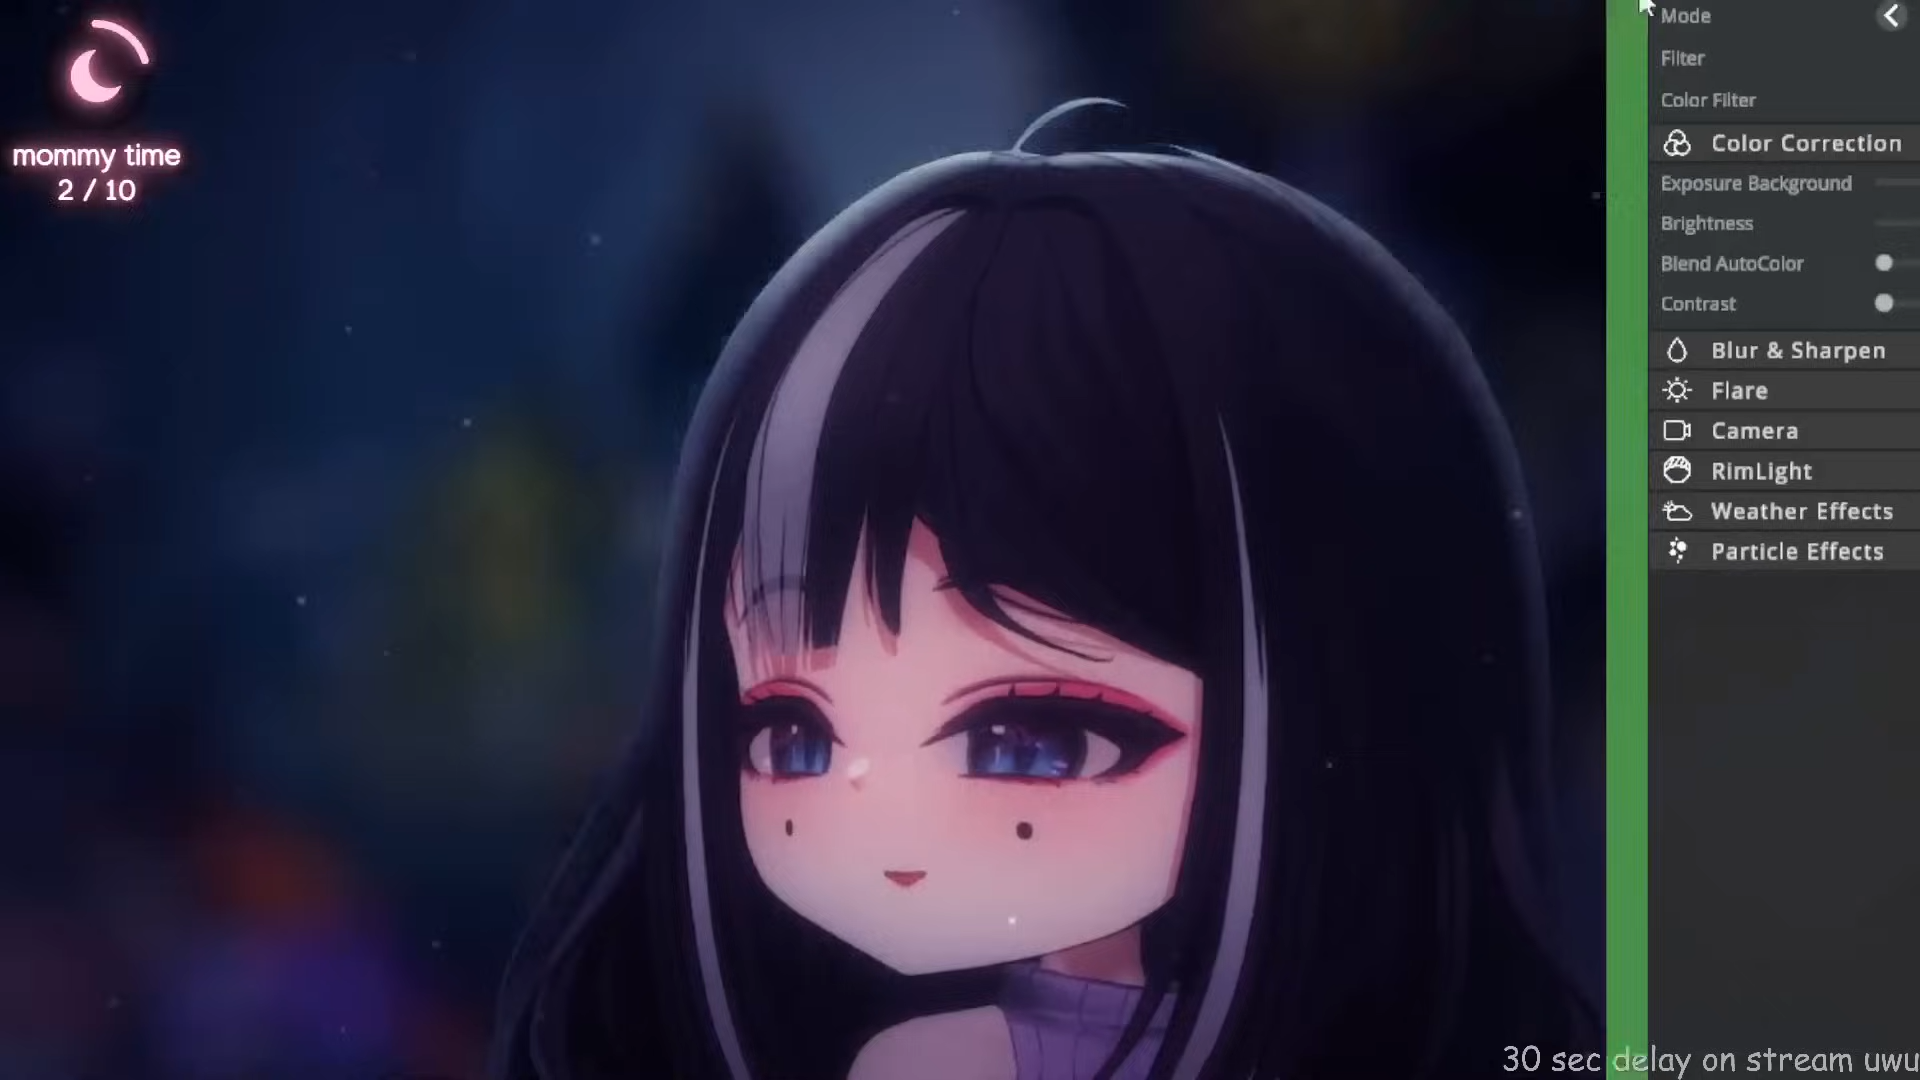 mommy time
2 / 10
Mode
Filter
Color Filter
Color Correction
Exposure Background
Brightness
Blend AutoColor
Contrast
Blur & Sharpen
Flare
Camera
RimLight
Weather Effects
Particle Effects
30 sec delay on stream uwu